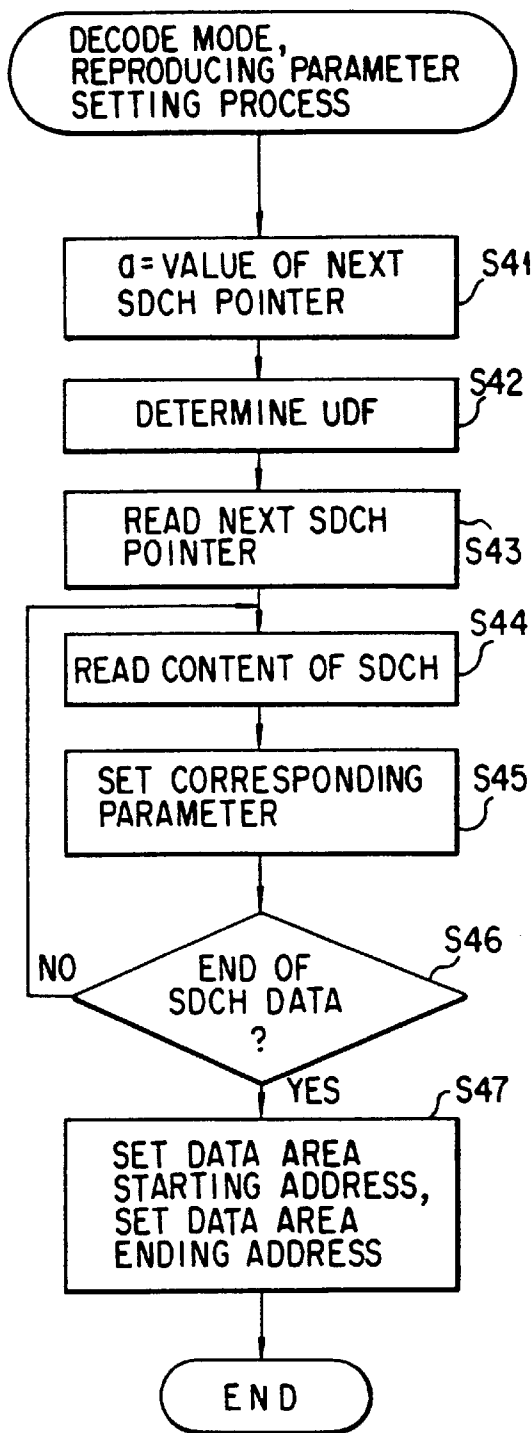 DECODE MODE,
REPRODUCING PARAMETER
SETTING PROCESS
a=VALUE OF NEXT
SDCH POINTER
S41
DETERMINE UDF
S42
READ NEXT SDCH
POINTER
S43
READ CONTENT OF SDCH
S44
SET CORRESPONDING
PARAMETER
S45
END OF
SDCH DATA
?
S46
NO
YES
SET DATA AREA
STARTING ADDRESS,
SET DATA AREA
ENDING ADDRESS
S47
END